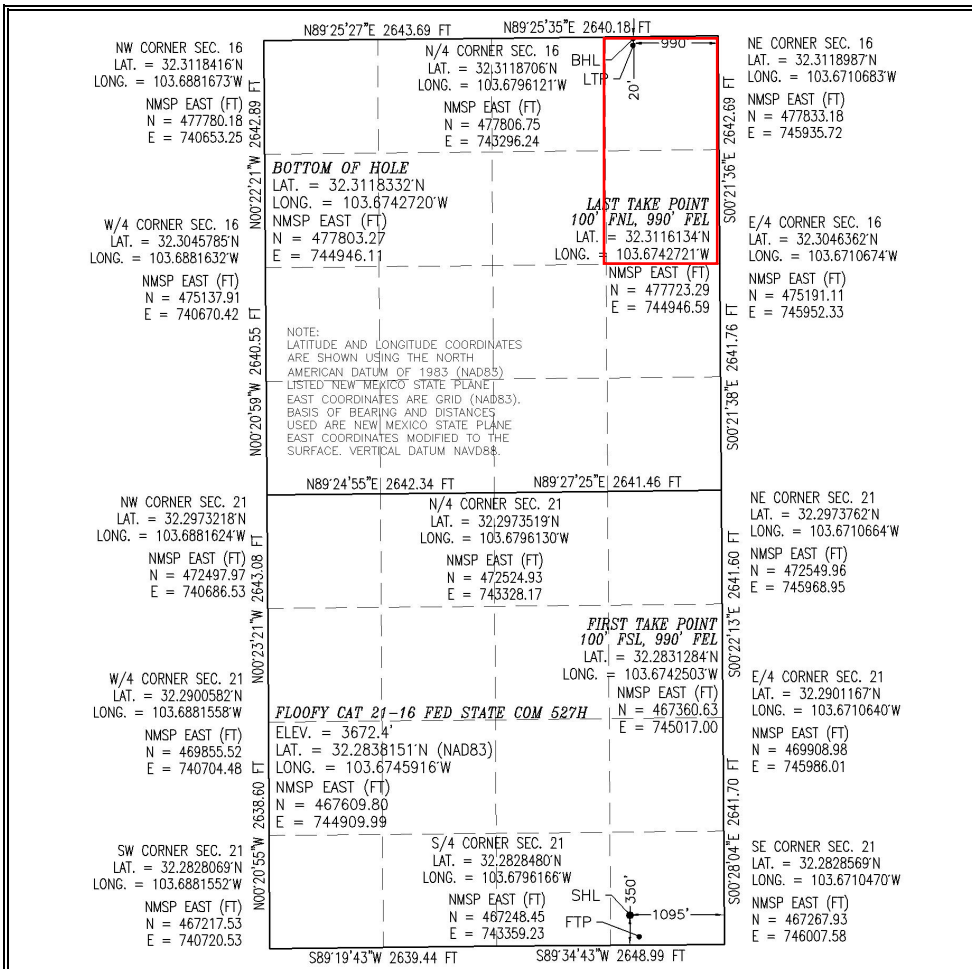 N89°25'27"E 2643.69 FT
N89°25'35"E 2640.18 FT
NW CORNER SEC. 16
LAT. = 32.3118416°N
LONG. = 103.6881673°W
NMSP EAST (FT)
N = 477780.18
E = 740653.25
N/4 CORNER SEC. 16
LAT. = 32.3118706°N
LONG. = 103.6796121°W
NMSP EAST (FT)
N = 477806.75
E = 743296.24
BHL
LTP
990
20'
NE CORNER SEC. 16
LAT. = 32.3118987°N
LONG. = 103.6710683°W
NMSP EAST (FT)
N = 477833.18
E = 745935.72
N00°22'21"W 2642.89 FT
S00°21'36"E 2642.69 FT
BOTTOM OF HOLE
LAT. = 32.3118332°N
LONG. = 103.6742720°W
NMSP EAST (FT)
N = 477803.27
E = 744946.11
LAST TAKE POINT
100' FNL, 990' FEL
LAT. = 32.3116134°N
LONG. = 103.6742721°W
NMSP EAST (FT)
N = 477723.29
E = 744946.59
W/4 CORNER SEC. 16
LAT. = 32.3045785°N
LONG. = 103.6881632°W
NMSP EAST (FT)
N = 475137.91
E = 740670.42
E/4 CORNER SEC. 16
LAT. = 32.3046362°N
LONG. = 103.6710674°W
NMSP EAST (FT)
N = 475191.11
E = 745952.33
NOTE:
LATITUDE AND LONGITUDE COORDINATES
ARE SHOWN USING THE NORTH
AMERICAN DATUM OF 1983 (NAD83)
LISTED NEW MEXICO STATE PLANE
EAST COORDINATES ARE GRID (NAD83).
BASIS OF BEARING AND DISTANCES
USED ARE NEW MEXICO STATE PLANE
EAST COORDINATES MODIFIED TO THE
SURFACE. VERTICAL DATUM NAVD88.
N00°20'59"W 2640.55 FT
S00°21'38"E 2641.76 FT
N89°24'55"E 2642.34 FT
N89°27'25"E 2641.46 FT
NW CORNER SEC. 21
LAT. = 32.2973218°N
LONG. = 103.6881624°W
NMSP EAST (FT)
N = 472497.97
E = 740686.53
N/4 CORNER SEC. 21
LAT. = 32.2973519°N
LONG. = 103.6796130°W
NMSP EAST (FT)
N = 472524.93
E = 743328.17
NE CORNER SEC. 21
LAT. = 32.2973762°N
LONG. = 103.6710664°W
NMSP EAST (FT)
N = 472549.96
E = 745968.95
N00°23'21"W 2643.08 FT
S00°22'13"E 2641.60 FT
FIRST TAKE POINT
100' FSL, 990' FEL
LAT. = 32.2831284°N
LONG. = 103.6742503°W
NMSP EAST (FT)
N = 467360.63
E = 745017.00
W/4 CORNER SEC. 21
LAT. = 32.2900582°N
LONG. = 103.6881558°W
NMSP EAST (FT)
N = 469855.52
E = 740704.48
E/4 CORNER SEC. 21
LAT. = 32.2901167°N
LONG. = 103.6710640°W
NMSP EAST (FT)
N = 469908.98
E = 745986.01
FLOOFY CAT 21-16 FED STATE COM 527H
ELEV. = 3672.4'
LAT. = 32.2838151°N (NAD83)
LONG. = 103.6745916°W
NMSP EAST (FT)
N = 467609.80
E = 744909.99
N00°20'55"W 2638.60 FT
S00°28'04"E 2641.70 FT
SW CORNER SEC. 21
LAT. = 32.2828069°N
LONG. = 103.6881552°W
NMSP EAST (FT)
N = 467217.53
E = 740720.53
S/4 CORNER SEC. 21
LAT. = 32.2828480°N
LONG. = 103.6796166°W
NMSP EAST (FT)
N = 467248.45
E = 743359.23
SHL
FTP
350'
1095'
SE CORNER SEC. 21
LAT. = 32.2828569°N
LONG. = 103.6710470°W
NMSP EAST (FT)
N = 467267.93
E = 746007.58
S89°19'43"W 2639.44 FT
S89°34'43"W 2648.99 FT